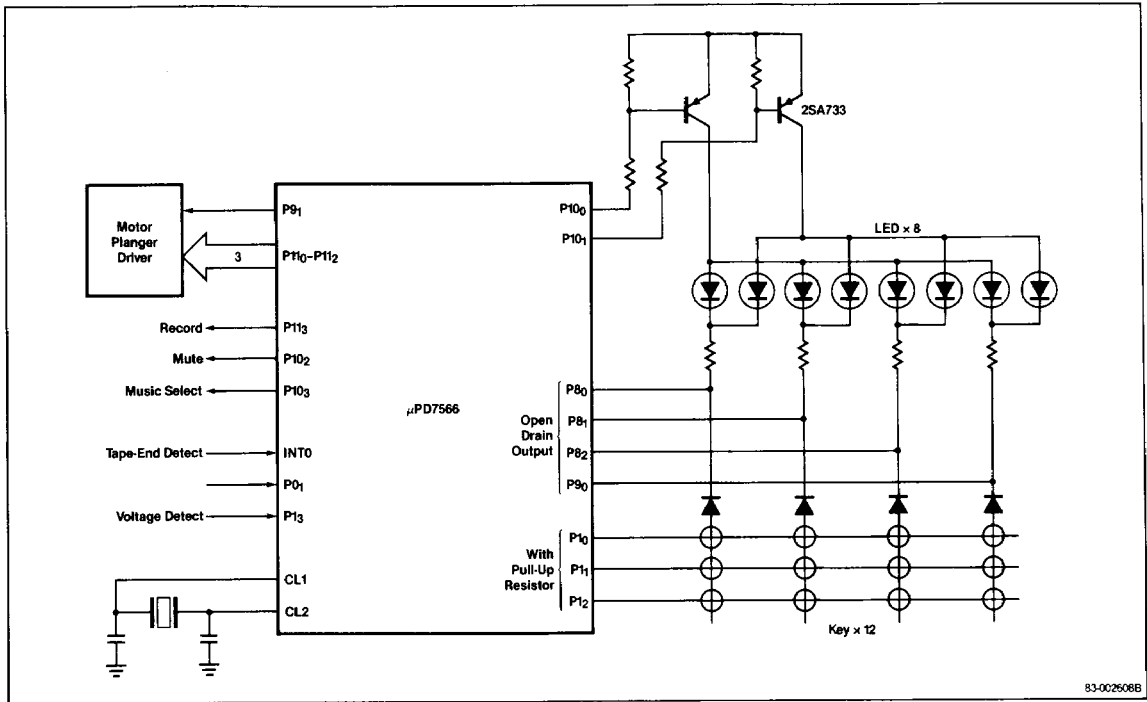 2SA733
Motor
Planger
Driver
P9₁
3
P11₀–P11₂
Record
P11₃
Mute
P10₂
Music Select
P10₃
Tape-End Detect
INT0
P0₁
Voltage Detect
P1₃
CL1
CL2
μPD7566
P10₀
P10₁
LED × 8
Open
Drain
Output
P8₀
P8₁
P8₂
P9₀
With
Pull-Up
Resistor
P1₀
P1₁
P1₂
Key × 12
83-002608B